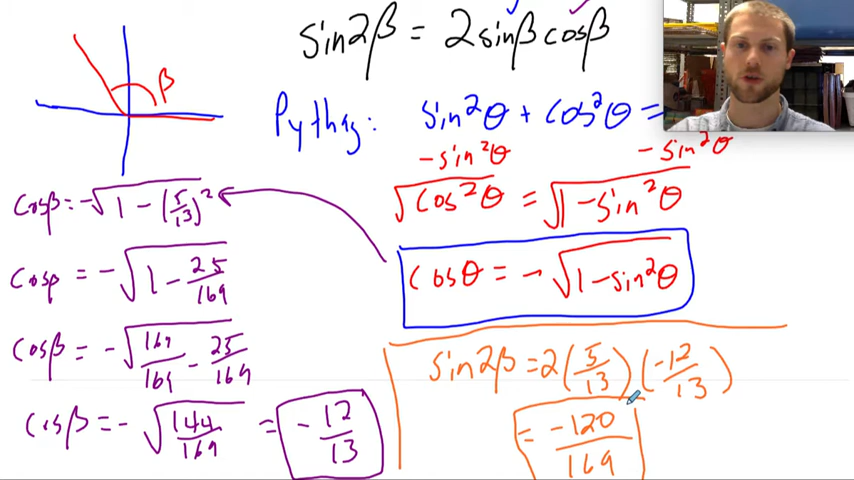 sin2β = 2sinβcosβ
β
Pythag: sin²θ + cos²θ =
-sin²θ -sin²θ
√cos²θ = √1-sin²θ
cosθ = -√1-sin²θ
cosβ = -√1-(5/13)²
cosβ = -√1-25/169
cosβ = -√169/169-25/169
cosβ = -√144/169 = -12/13
sin2β = 2(5/13)(-12/13)
= -120/169